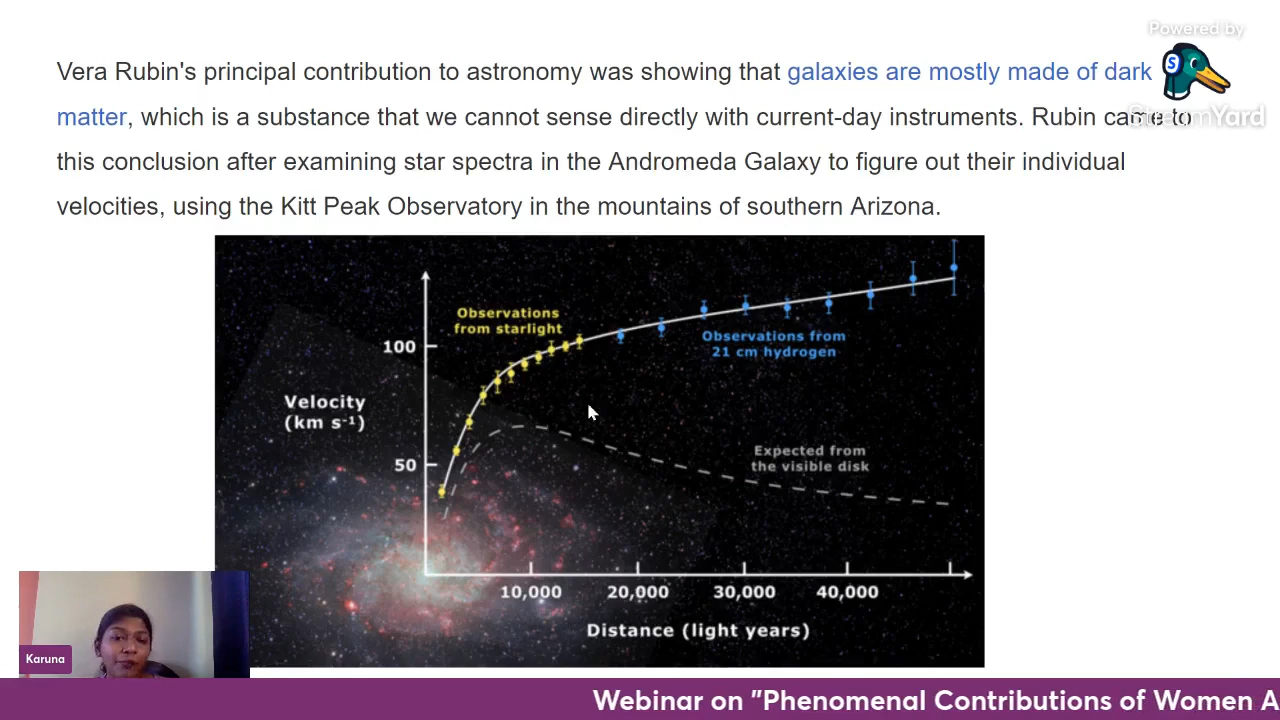 Powered by
S
StreamYard
Vera Rubin's principal contribution to astronomy was showing that galaxies are mostly made of dark
matter, which is a substance that we cannot sense directly with current-day instruments. Rubin came to
this conclusion after examining star spectra in the Andromeda Galaxy to figure out their individual
velocities, using the Kitt Peak Observatory in the mountains of southern Arizona.
Observations
from starlight
100
Observations from
21 cm hydrogen
Velocity
(km s⁻¹)
50
Expected from
the visible disk
10,000 20,000 30,000 40,000
Distance (light years)
Karuna
Webinar on "Phenomenal Contributions of Women A